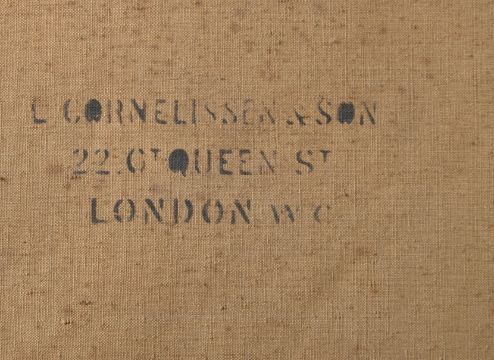 L CORNELISSEN & SON
22 GT QUEEN ST
LONDON W C